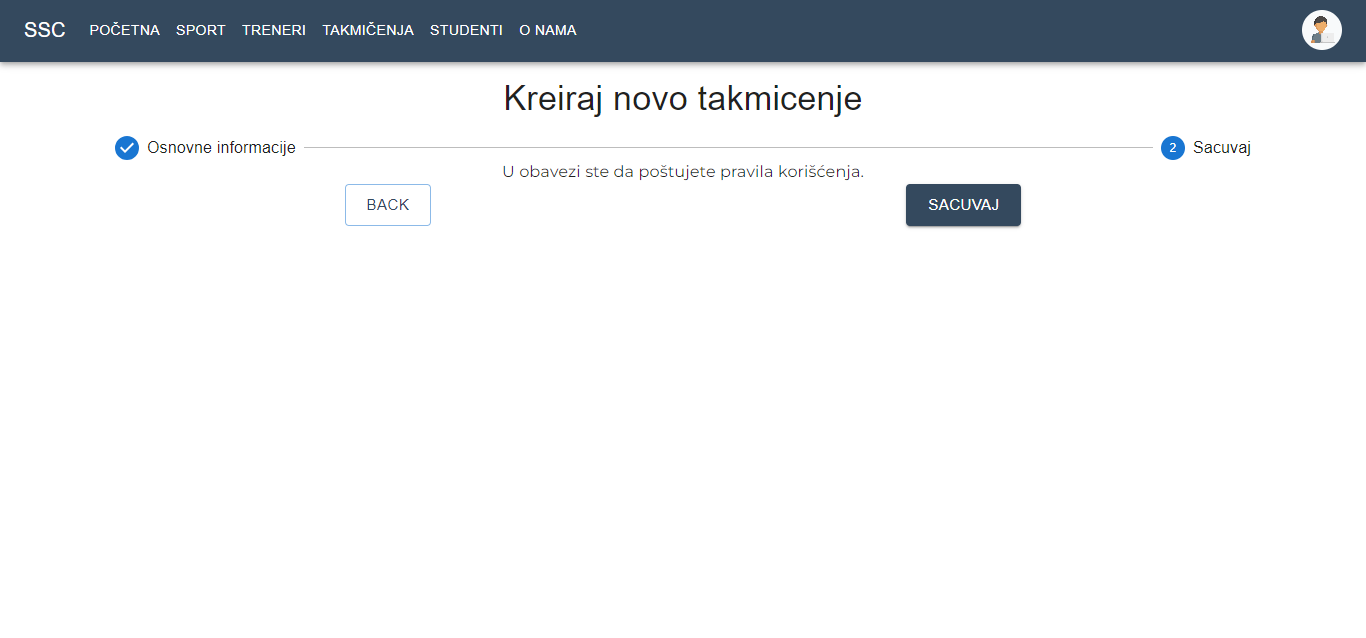 SSC POČETNA SPORT TRENERI TAKMIČENJA STUDENTI O NAMA
Kreiraj novo takmicenje
Osnovne informacije 2 Sacuvaj
U obavezi ste da poštujete pravila korišćenja.
BACK SACUVAJ